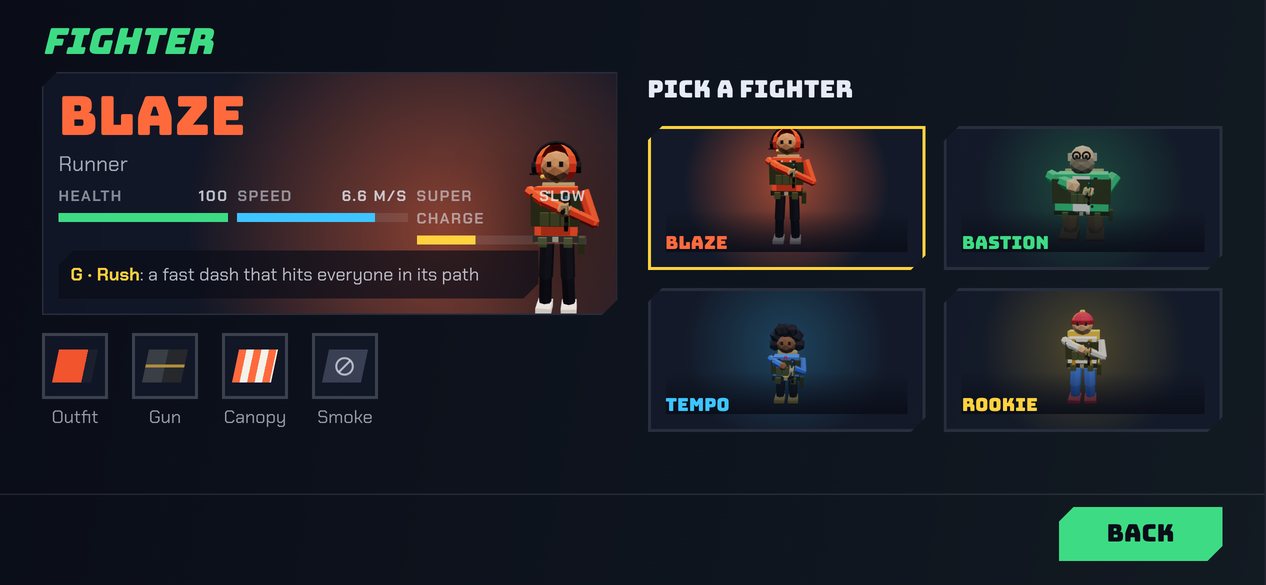 FIGHTER
BLAZE
Runner
HEALTH 100 SPEED 6.6 M/S SUPER CHARGE SLOW
G · Rush: a fast dash that hits everyone in its path
Outfit Gun Canopy Smoke
PICK A FIGHTER
BLAZE BASTION
TEMPO ROOKIE
BACK